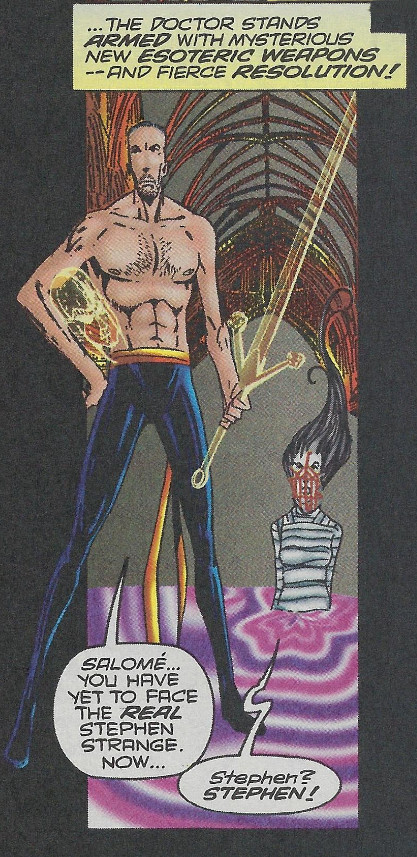 ...THE DOCTOR STANDS
ARMED WITH MYSTERIOUS
NEW ESOTERIC WEAPONS
--AND FIERCE RESOLUTION!
SALOMÉ...
YOU HAVE
YET TO FACE
THE REAL
STEPHEN
STRANGE.
NOW...
Stephen?
STEPHEN!